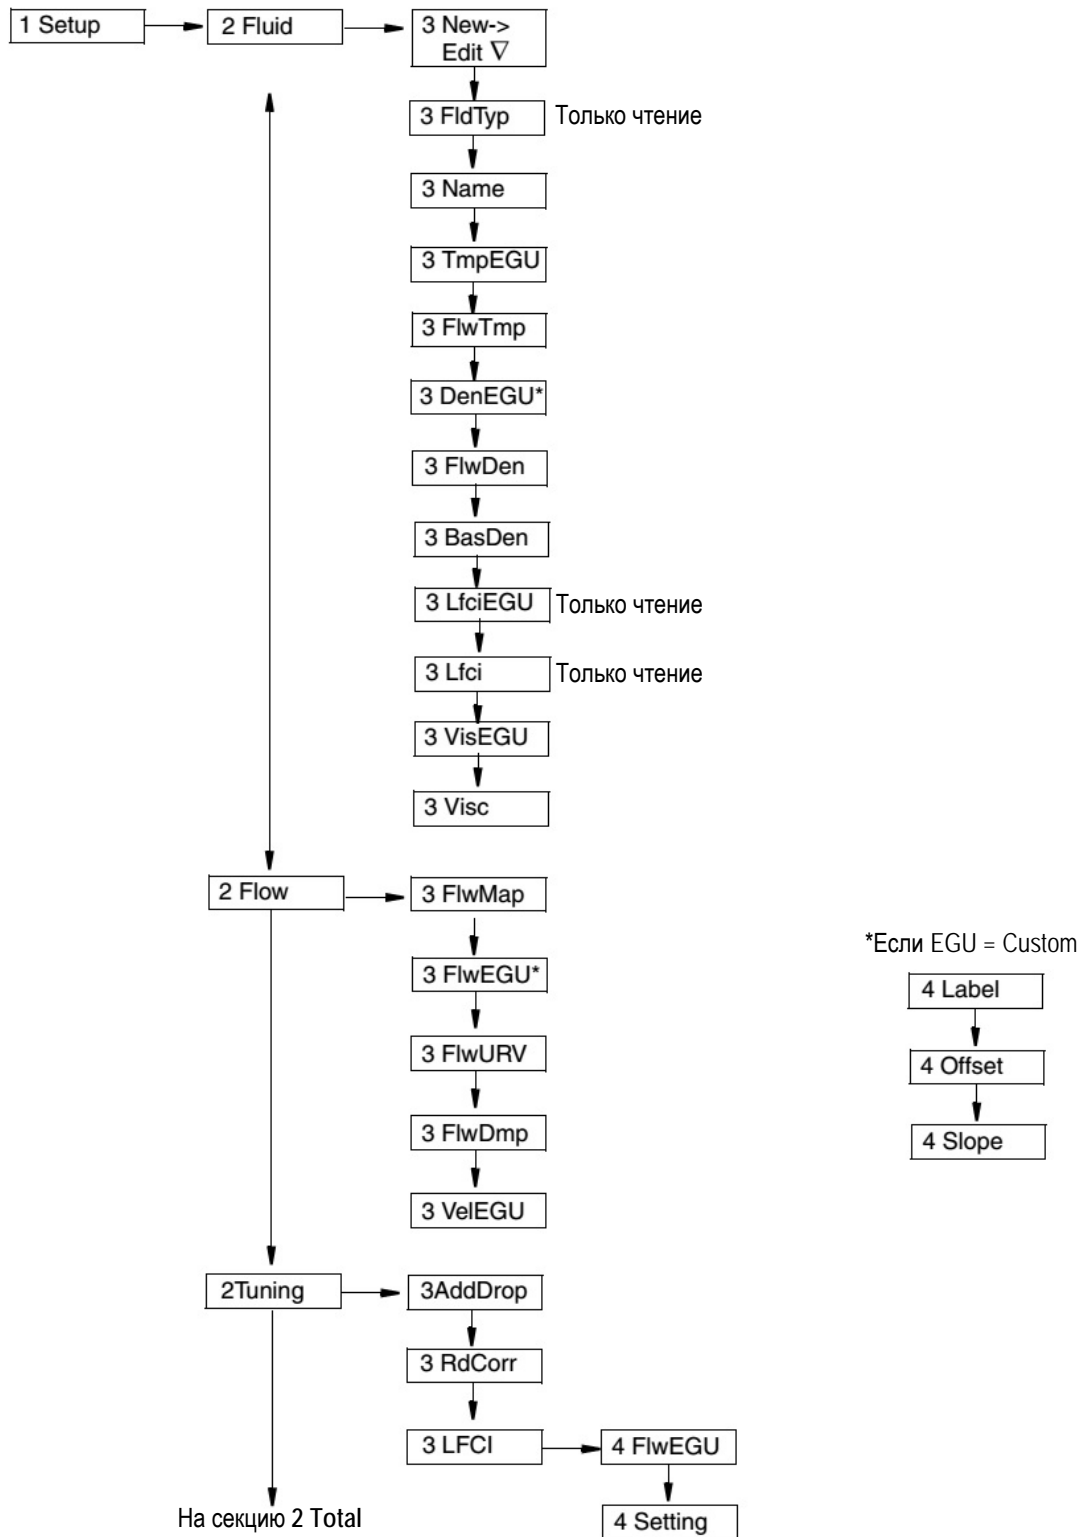 1 Setup
2 Fluid
3 New->
Edit ∇
3 FldTyp
Только чтение
3 Name
3 TmpEGU
3 FlwTmp
3 DenEGU*
3 FlwDen
3 BasDen
3 LfciEGU
Только чтение
3 Lfci
Только чтение
3 VisEGU
3 Visc
2 Flow
3 FlwMap
3 FlwEGU*
3 FlwURV
3 FlwDmp
3 VelEGU
*Если EGU = Custom
4 Label
4 Offset
4 Slope
2Tuning
3AddDrop
3 RdCorr
3 LFCI
4 FlwEGU
4 Setting
На секцию 2 Total